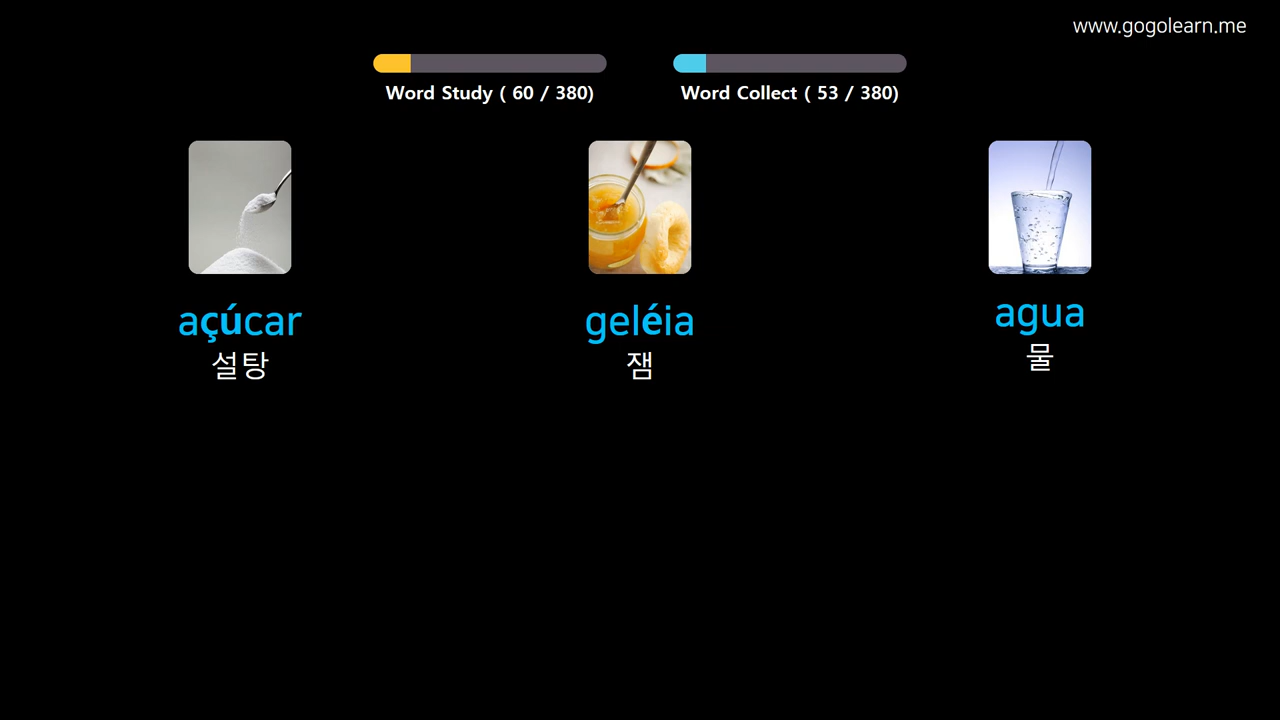 www.gogolearn.me
Word Study ( 60 / 380)
Word Collect ( 53 / 380)
açúcar
설탕
geléia
잼
agua
물